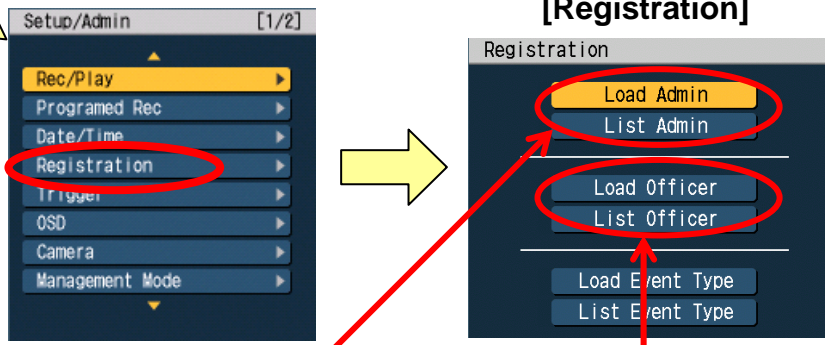 Setup/Admin [1/2]
Rec/Play
Programed Rec
Date/Time
Registration
Trigger
OSD
Camera
Management Mode
[Registration]
Registration
Load Admin
List Admin
Load Officer
List Officer
Load Event Type
List Event Type